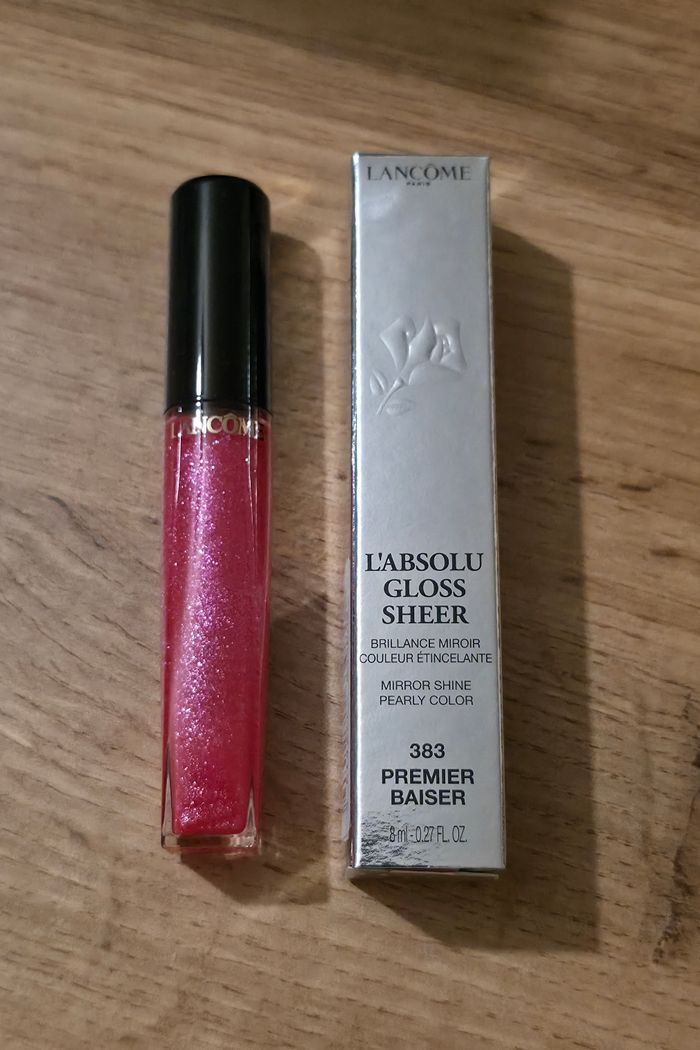 LANCÔME
LANCÔME
PARIS
L'ABSOLU
GLOSS
SHEER
BRILLANCE MIROIR
COULEUR ÉTINCELANTE
MIRROR SHINE
PEARLY COLOR
383
PREMIER
BAISER
8 ml - 0.27 FL. OZ.